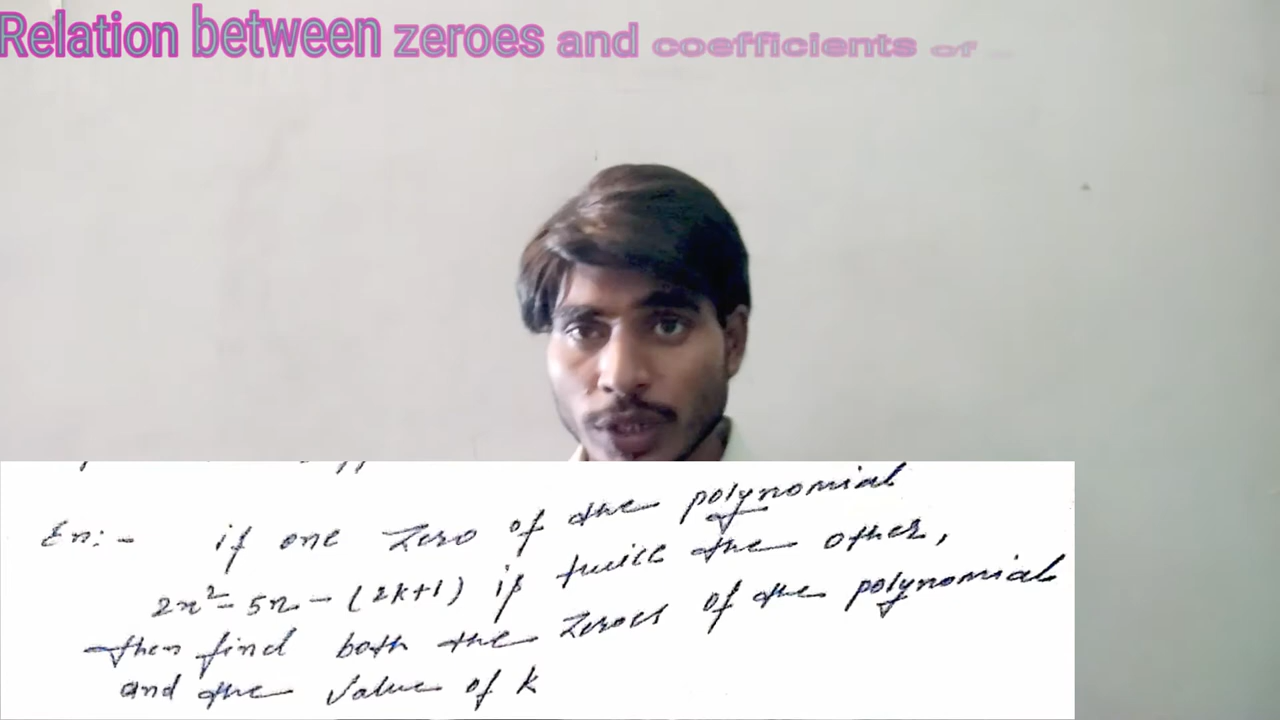 Relation between zeroes and coefficients of
Ex:- if one zero of the polynomial
2x²- 5x - (2k+1) is twice the other,
then find both the zeroes of the polynomial
and the value of k